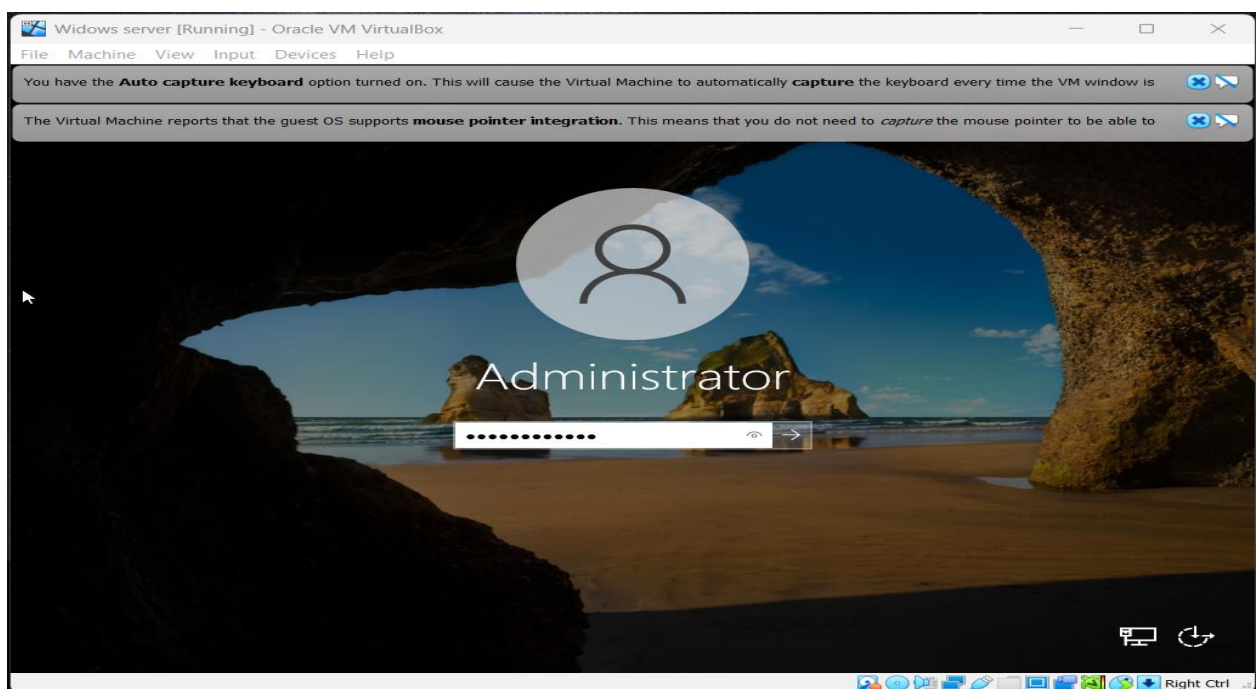 Widows server [Running] - Oracle VM VirtualBox
File Machine View Input Devices Help
You have the Auto capture keyboard option turned on. This will cause the Virtual Machine to automatically capture the keyboard every time the VM window is
The Virtual Machine reports that the guest OS supports mouse pointer integration. This means that you do not need to capture the mouse pointer to be able to
Administrator
Right Ctrl